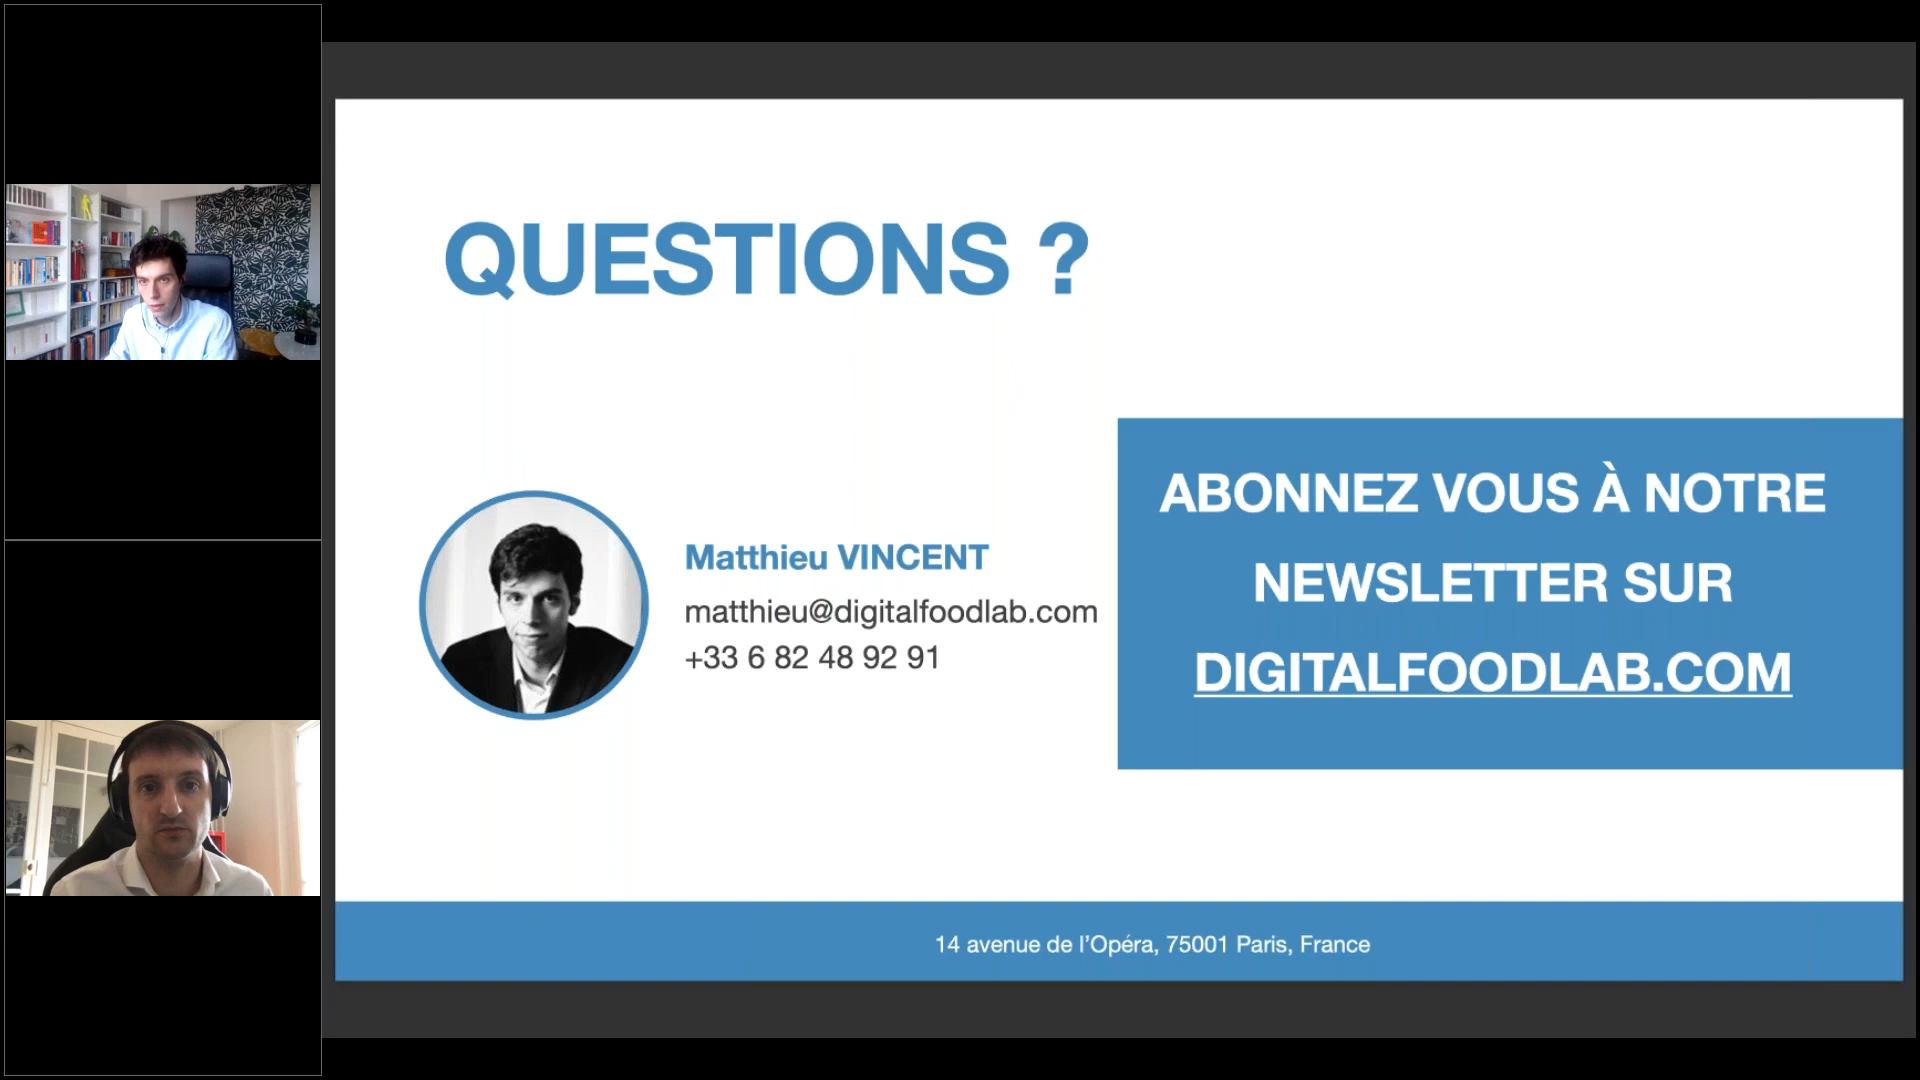 QUESTIONS ?
Matthieu VINCENT
matthieu@digitalfoodlab.com
+33 6 82 48 92 91
ABONNEZ VOUS À NOTRE
NEWSLETTER SUR
DIGITALFOODLAB.COM
14 avenue de l’Opéra, 75001 Paris, France